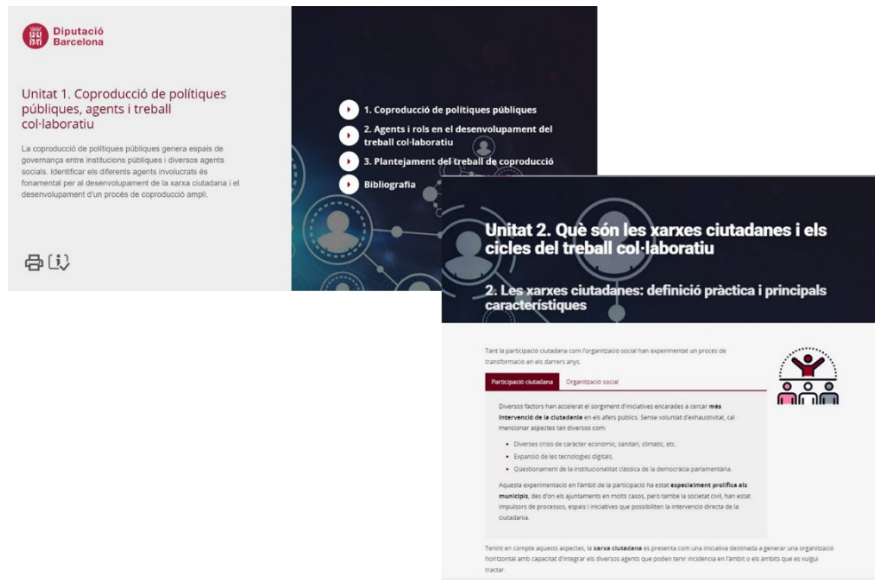 Diputació
Barcelona
Unitat 1. Coproducció de polítiques
públiques, agents i treball
col·laboratiu
La coproducció de polítiques públiques genera espais de
governança entre institucions públiques i diversos agents
socials. Identificar els diferents agents involucrats és
fonamental per al desenvolupament de la xarxa ciutadana i el
desenvolupament d'un procés de coproducció ampli.
1. Coproducció de polítiques públiques
2. Agents i rols en el desenvolupament del
treball col·laboratiu
3. Plantejament del treball de coproducció
Bibliografia
Unitat 2. Què són les xarxes ciutadanes i els
cicles del treball col·laboratiu
2. Les xarxes ciutadanes: definició pràctica i principals
característiques
Tant la participació ciutadana com l'organització social han experimentat un procés de
transformació en els darrers anys.
Participació ciutadana
Organització social
Diversos factors han accelerat el sorgiment d'iniciatives encarades a cercar més
intervenció de la ciutadania en els afers públics. Sense voluntat d'exhaustivitat, cal
mencionar aspectes tan diversos com:
Diverses crisis de caràcter econòmic, sanitari, climàtic, etc.
Expansió de les tecnologies digitals.
Qüestionament de la institucionalitat clàssica de la democràcia parlamentària.
Aquesta experimentació en l'àmbit de la participació ha estat especialment prolífica als
municipis, des d'on els ajuntaments en molts casos, però també la societat civil, han estat
impulsors de processos, espais i iniciatives que possibiliten la intervenció directa de la
ciutadania.
Tenint en compte aquests aspectes, la xarxa ciutadana es presenta com una iniciativa destinada a generar una organització
horitzontal amb capacitat d'integrar els diversos agents que poden tenir incidència en l'àmbit o els àmbits que es vulgui
tractar.